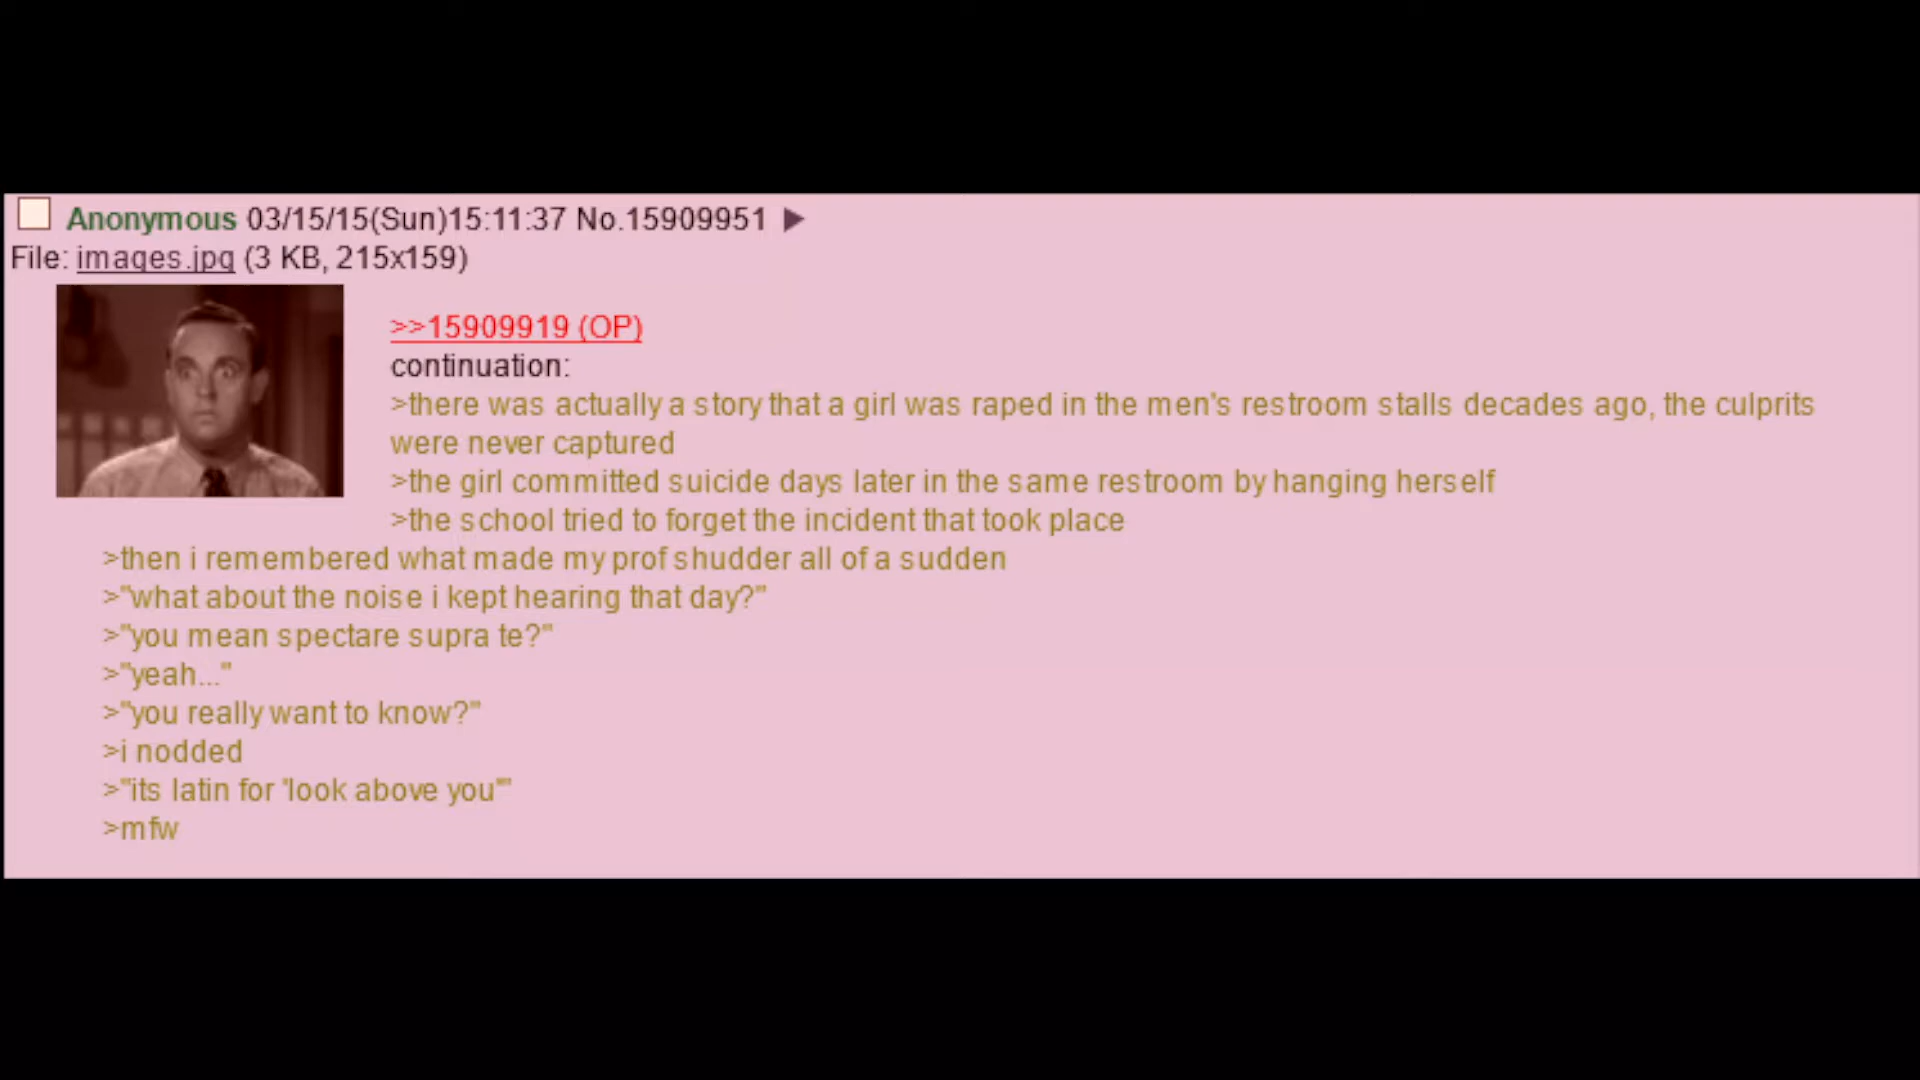 Anonymous 03/15/15(Sun)15:11:37 No.15909951 ▶
File: images.jpg (3 KB, 215x159)
>>15909919 (OP)
continuation:
>there was actually a story that a girl was raped in the men's restroom stalls decades ago, the culprits
were never captured
>the girl committed suicide days later in the same restroom by hanging herself
>the school tried to forget the incident that took place
>then i remembered what made my prof shudder all of a sudden
>"what about the noise i kept hearing that day?"
>"you mean spectare supra te?"
>"yeah..."
>"you really want to know?"
>i nodded
>"its latin for 'look above you'"
>mfw